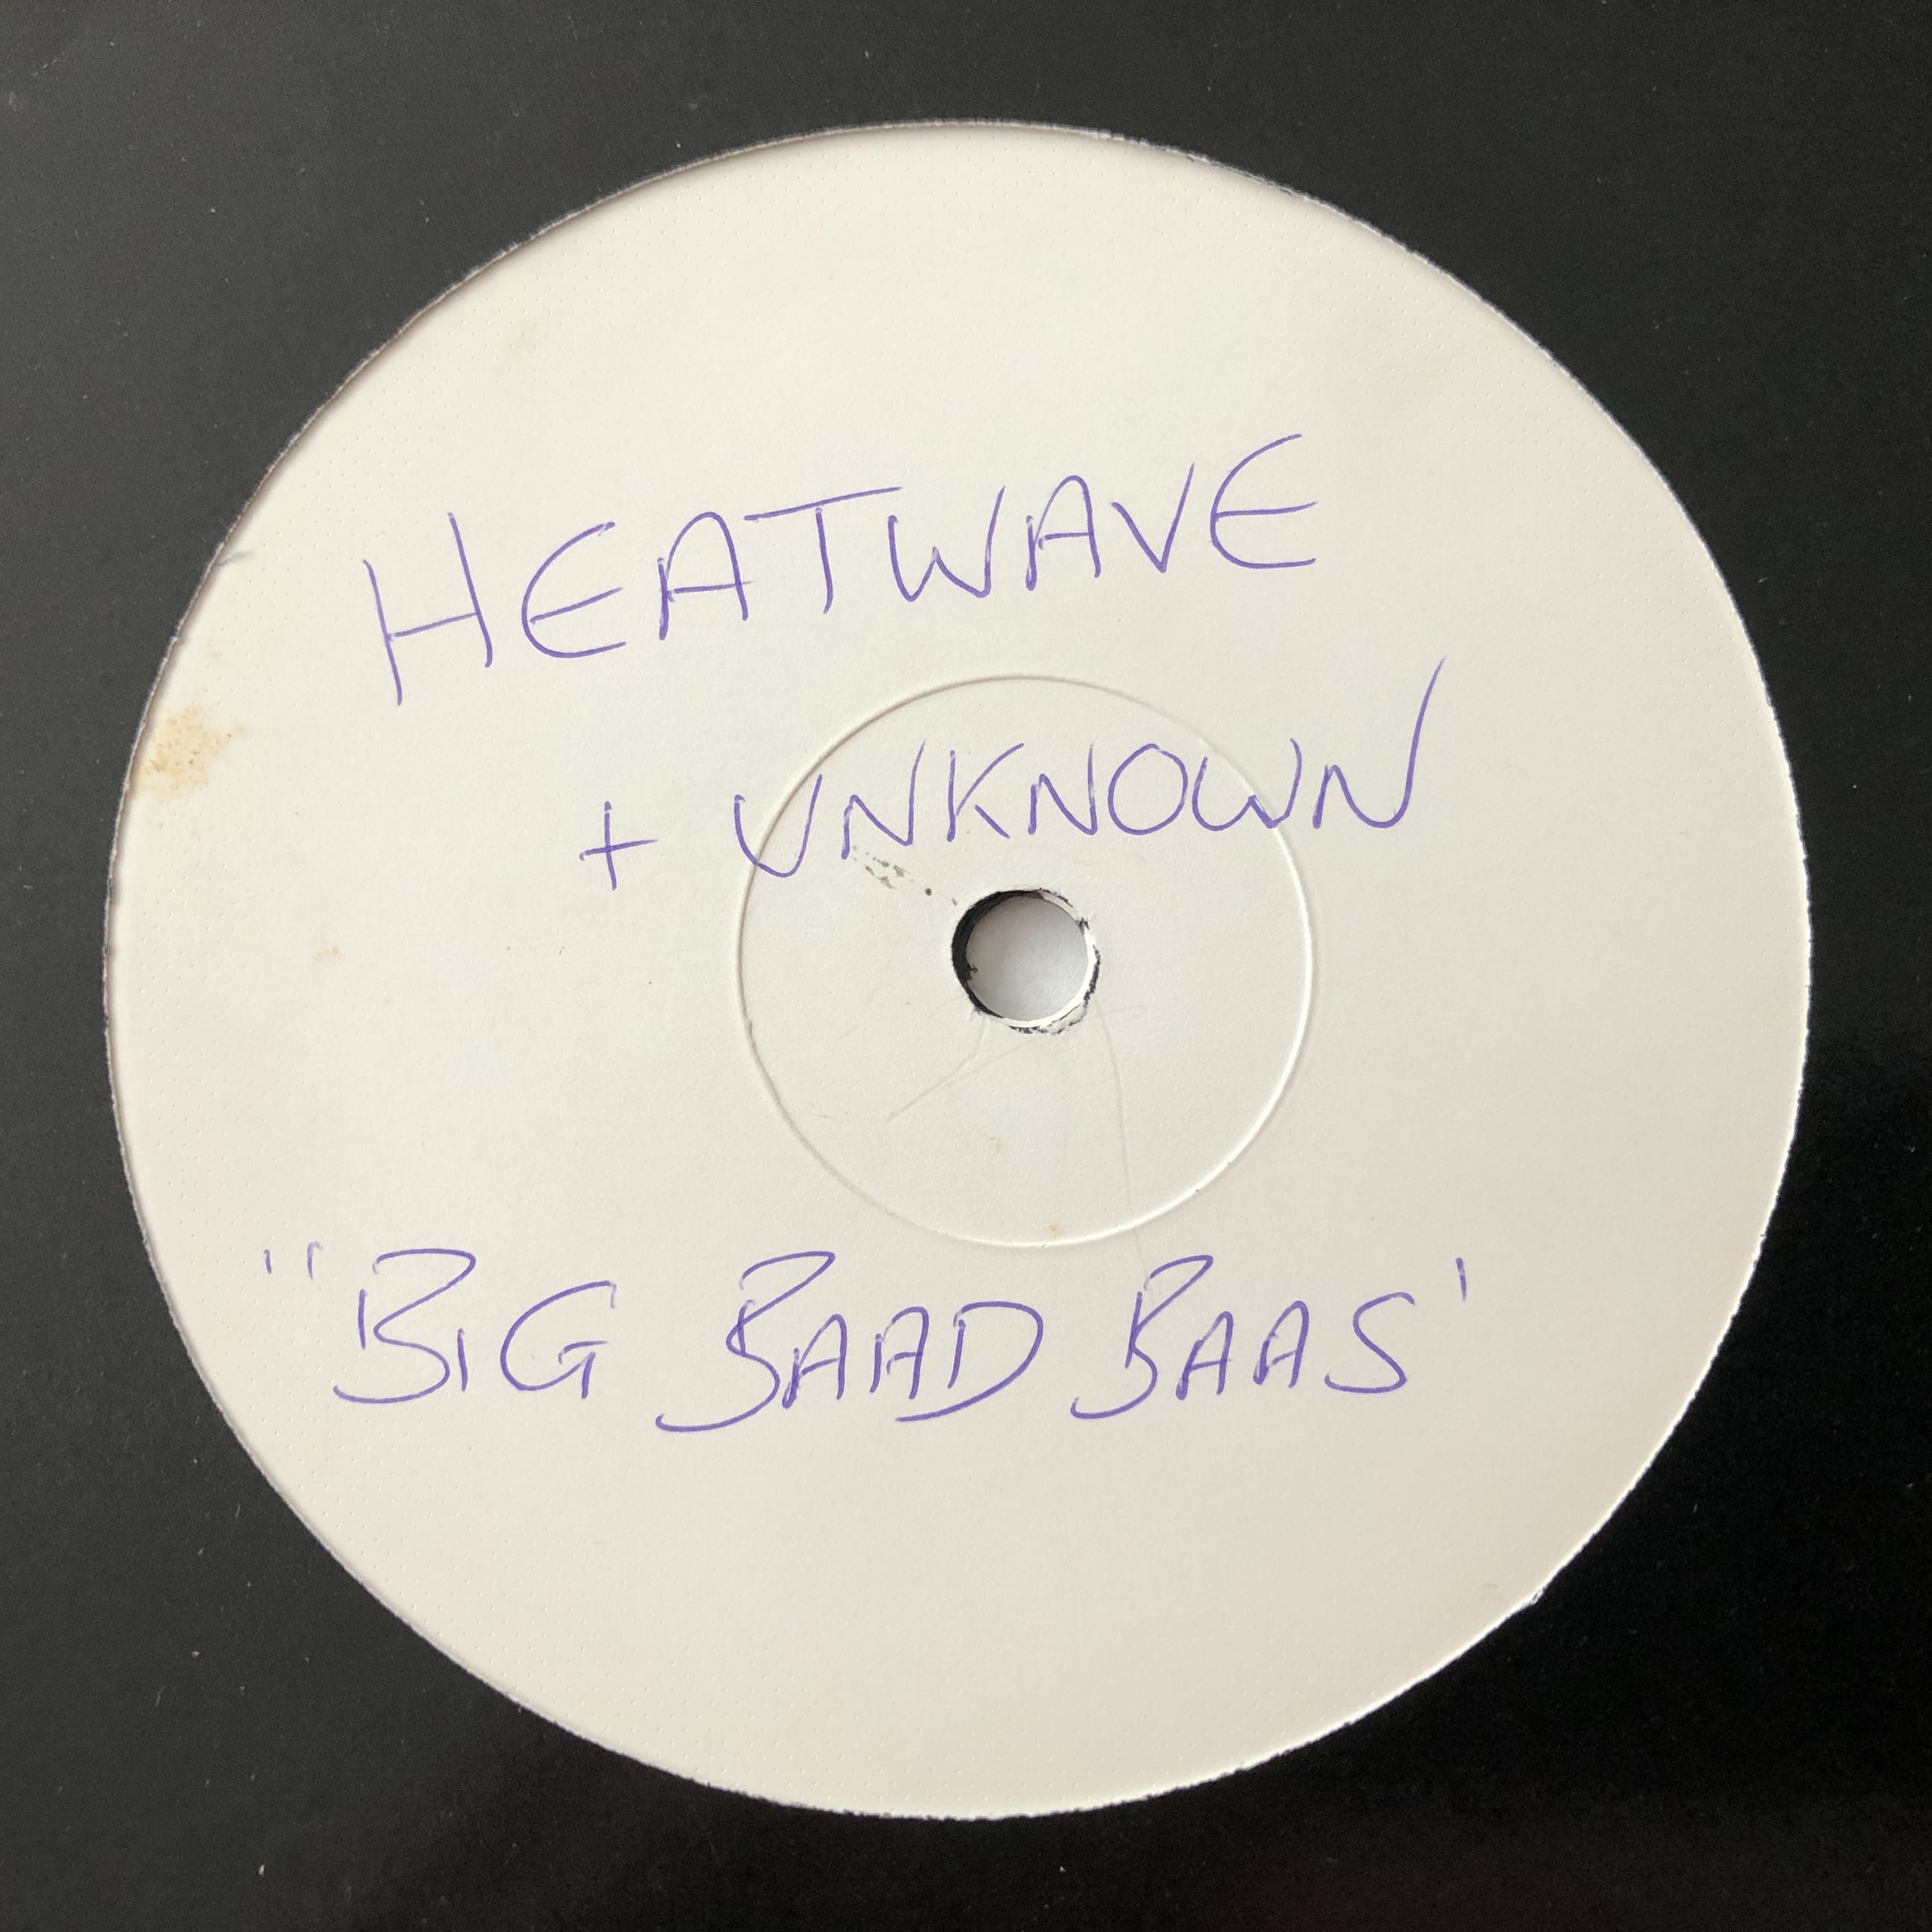 HEATWAVE
+ UNKNOWN
"BIG BAAD BAAS'